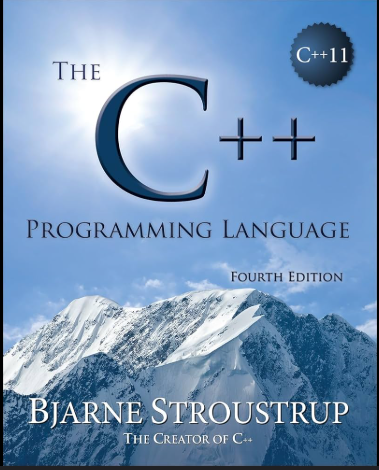 C++11
THE
C++
PROGRAMMING LANGUAGE
FOURTH EDITION
BJARNE STROUSTRUP
THE CREATOR OF C++